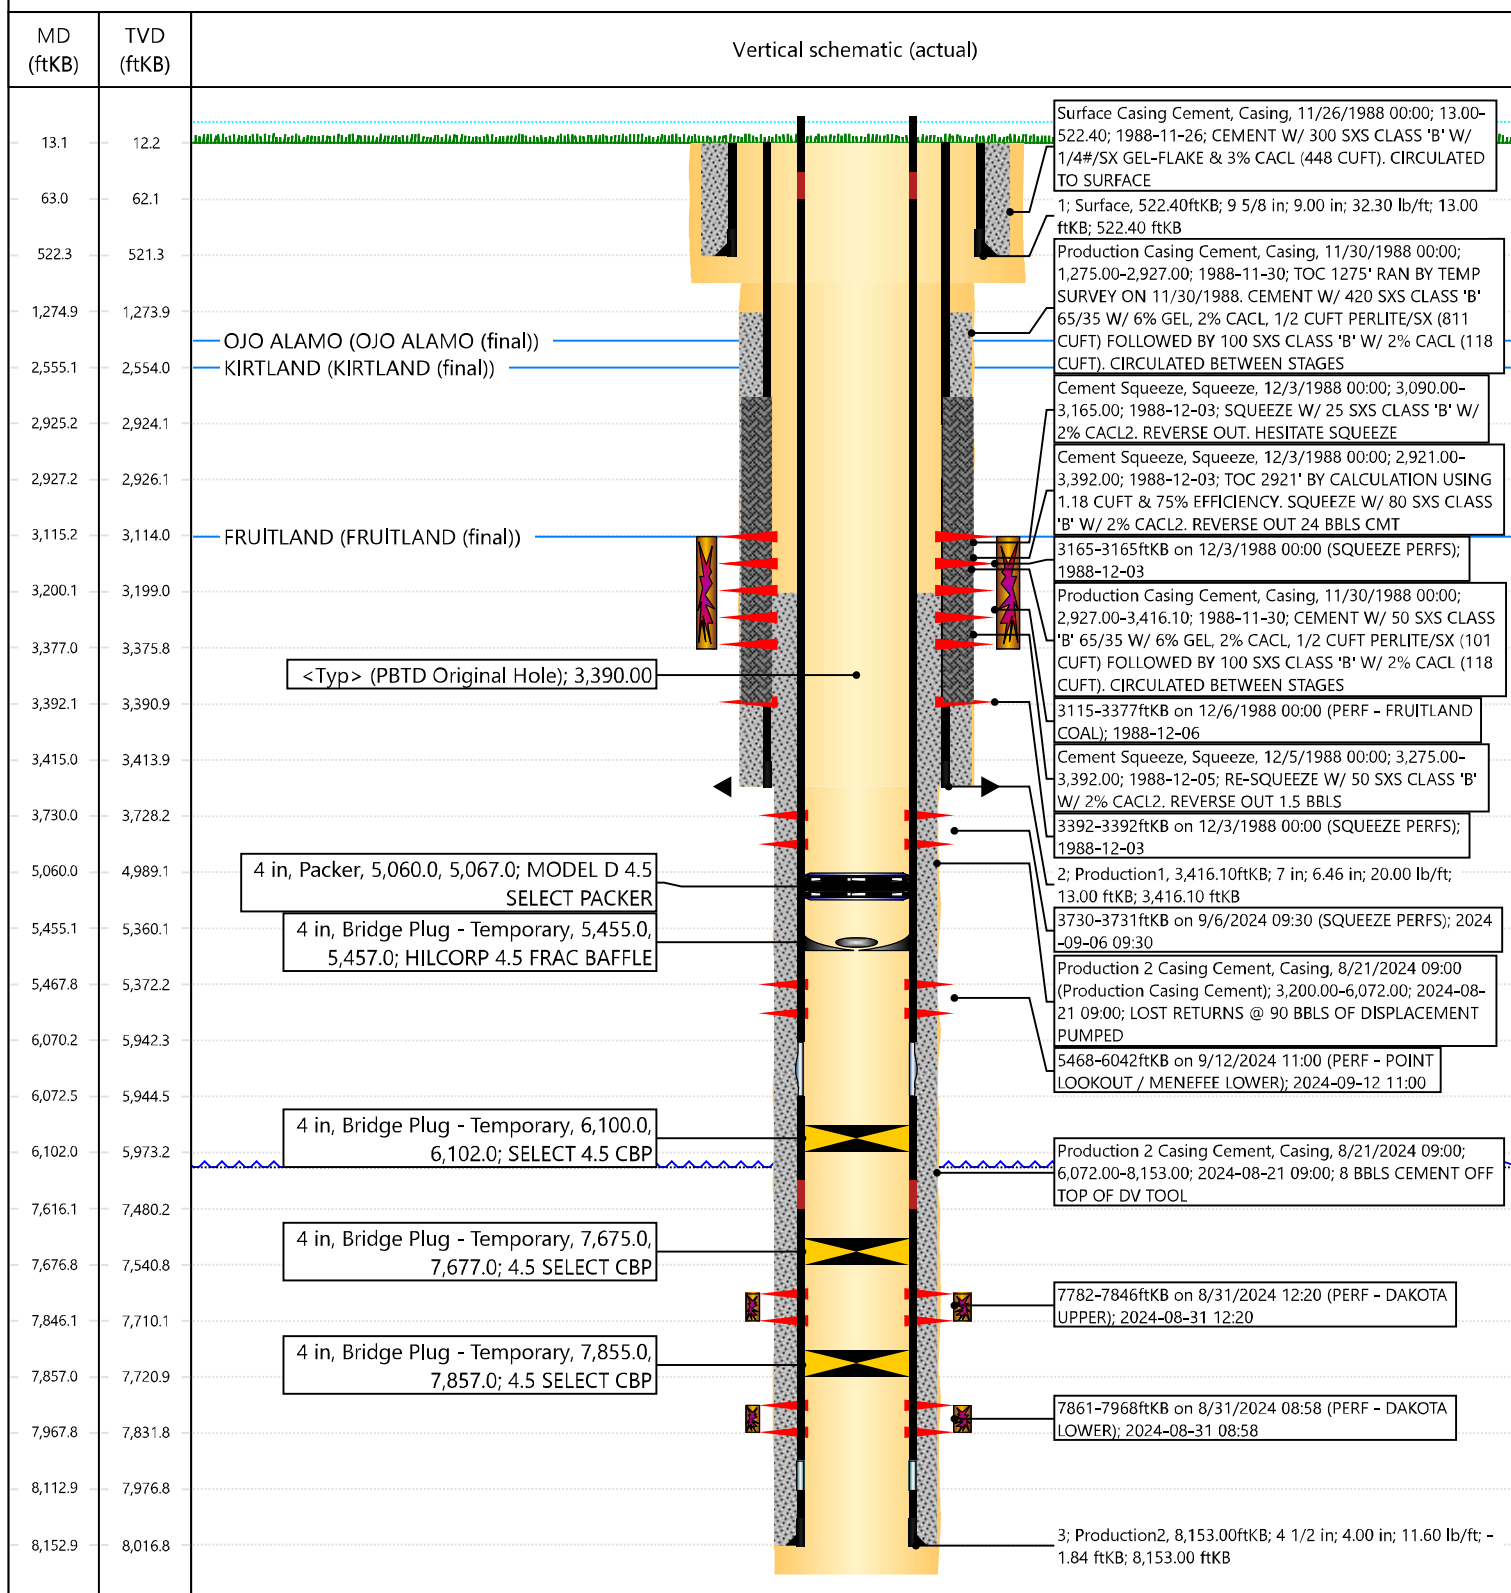 MD
(ftKB)
TVD
(ftKB)
Vertical schematic (actual)
13.1 12.2
63.0 62.1
522.3 521.3
1,274.9 1,273.9
2,555.1 2,554.0
2,925.2 2,924.1
2,927.2 2,926.1
3,115.2 3,114.0
3,200.1 3,199.0
3,377.0 3,375.8
3,392.1 3,390.9
3,415.0 3,413.9
3,730.0 3,728.2
5,060.0 4,989.1
5,455.1 5,360.1
5,467.8 5,372.2
6,070.2 5,942.3
6,072.5 5,944.5
6,102.0 5,973.2
7,616.1 7,480.2
7,676.8 7,540.8
7,846.1 7,710.1
7,857.0 7,720.9
7,967.8 7,831.8
8,112.9 7,976.8
8,152.9 8,016.8
OJO ALAMO (OJO ALAMO (final))
KIRTLAND (KIRTLAND (final))
FRUITLAND (FRUITLAND (final))
<Typ> (PBTD Original Hole); 3,390.00
4 in, Packer, 5,060.0, 5,067.0; MODEL D 4.5
SELECT PACKER
4 in, Bridge Plug - Temporary, 5,455.0,
5,457.0; HILCORP 4.5 FRAC BAFFLE
4 in, Bridge Plug - Temporary, 6,100.0,
6,102.0; SELECT 4.5 CBP
4 in, Bridge Plug - Temporary, 7,675.0,
7,677.0; 4.5 SELECT CBP
4 in, Bridge Plug - Temporary, 7,855.0,
7,857.0; 4.5 SELECT CBP
Surface Casing Cement, Casing, 11/26/1988 00:00; 13.00-
522.40; 1988-11-26; CEMENT W/ 300 SXS CLASS 'B' W/
1/4#/SX GEL-FLAKE & 3% CACL (448 CUFT). CIRCULATED
TO SURFACE
1; Surface, 522.40ftKB; 9 5/8 in; 9.00 in; 32.30 lb/ft; 13.00
ftKB; 522.40 ftKB
Production Casing Cement, Casing, 11/30/1988 00:00;
1,275.00-2,927.00; 1988-11-30; TOC 1275' RAN BY TEMP
SURVEY ON 11/30/1988. CEMENT W/ 420 SXS CLASS 'B'
65/35 W/ 6% GEL, 2% CACL, 1/2 CUFT PERLITE/SX (811
CUFT) FOLLOWED BY 100 SXS CLASS 'B' W/ 2% CACL (118
CUFT). CIRCULATED BETWEEN STAGES
Cement Squeeze, Squeeze, 12/3/1988 00:00; 3,090.00-
3,165.00; 1988-12-03; SQUEEZE W/ 25 SXS CLASS 'B' W/
2% CACL2. REVERSE OUT. HESITATE SQUEEZE
Cement Squeeze, Squeeze, 12/3/1988 00:00; 2,921.00-
3,392.00; 1988-12-03; TOC 2921' BY CALCULATION USING
1.18 CUFT & 75% EFFICIENCY. SQUEEZE W/ 80 SXS CLASS
'B' W/ 2% CACL2. REVERSE OUT 24 BBLS CMT
3165-3165ftKB on 12/3/1988 00:00 (SQUEEZE PERFS);
1988-12-03
Production Casing Cement, Casing, 11/30/1988 00:00;
2,927.00-3,416.10; 1988-11-30; CEMENT W/ 50 SXS CLASS
'B' 65/35 W/ 6% GEL, 2% CACL, 1/2 CUFT PERLITE/SX (101
CUFT) FOLLOWED BY 100 SXS CLASS 'B' W/ 2% CACL (118
CUFT). CIRCULATED BETWEEN STAGES
3115-3377ftKB on 12/6/1988 00:00 (PERF - FRUITLAND
COAL); 1988-12-06
Cement Squeeze, Squeeze, 12/5/1988 00:00; 3,275.00-
3,392.00; 1988-12-05; RE-SQUEEZE W/ 50 SXS CLASS 'B'
W/ 2% CACL2. REVERSE OUT 1.5 BBLS
3392-3392ftKB on 12/3/1988 00:00 (SQUEEZE PERFS);
1988-12-03
2; Production1, 3,416.10ftKB; 7 in; 6.46 in; 20.00 lb/ft;
13.00 ftKB; 3,416.10 ftKB
3730-3731ftKB on 9/6/2024 09:30 (SQUEEZE PERFS); 2024
-09-06 09:30
Production 2 Casing Cement, Casing, 8/21/2024 09:00
(Production Casing Cement); 3,200.00-6,072.00; 2024-08-
21 09:00; LOST RETURNS @ 90 BBLS OF DISPLACEMENT
PUMPED
5468-6042ftKB on 9/12/2024 11:00 (PERF - POINT
LOOKOUT / MENEFEE LOWER); 2024-09-12 11:00
Production 2 Casing Cement, Casing, 8/21/2024 09:00;
6,072.00-8,153.00; 2024-08-21 09:00; 8 BBLS CEMENT OFF
TOP OF DV TOOL
7782-7846ftKB on 8/31/2024 12:20 (PERF - DAKOTA
UPPER); 2024-08-31 12:20
7861-7968ftKB on 8/31/2024 08:58 (PERF - DAKOTA
LOWER); 2024-08-31 08:58
3; Production2, 8,153.00ftKB; 4 1/2 in; 4.00 in; 11.60 lb/ft; -
1.84 ftKB; 8,153.00 ftKB